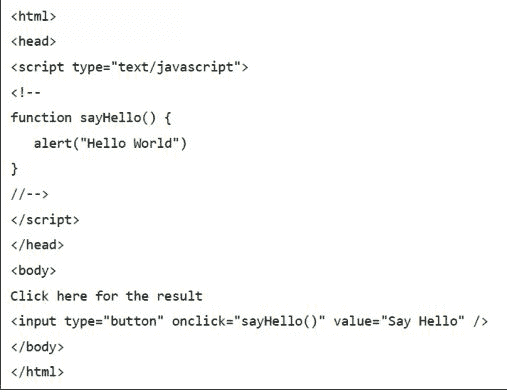 <html>
<head>
<script type="text/javascript">
<!--
function sayHello() {
   alert("Hello World")
}
//-->
</script>
</head>
<body>
Click here for the result
<input type="button" onclick="sayHello()" value="Say Hello" />
</body>
</html>